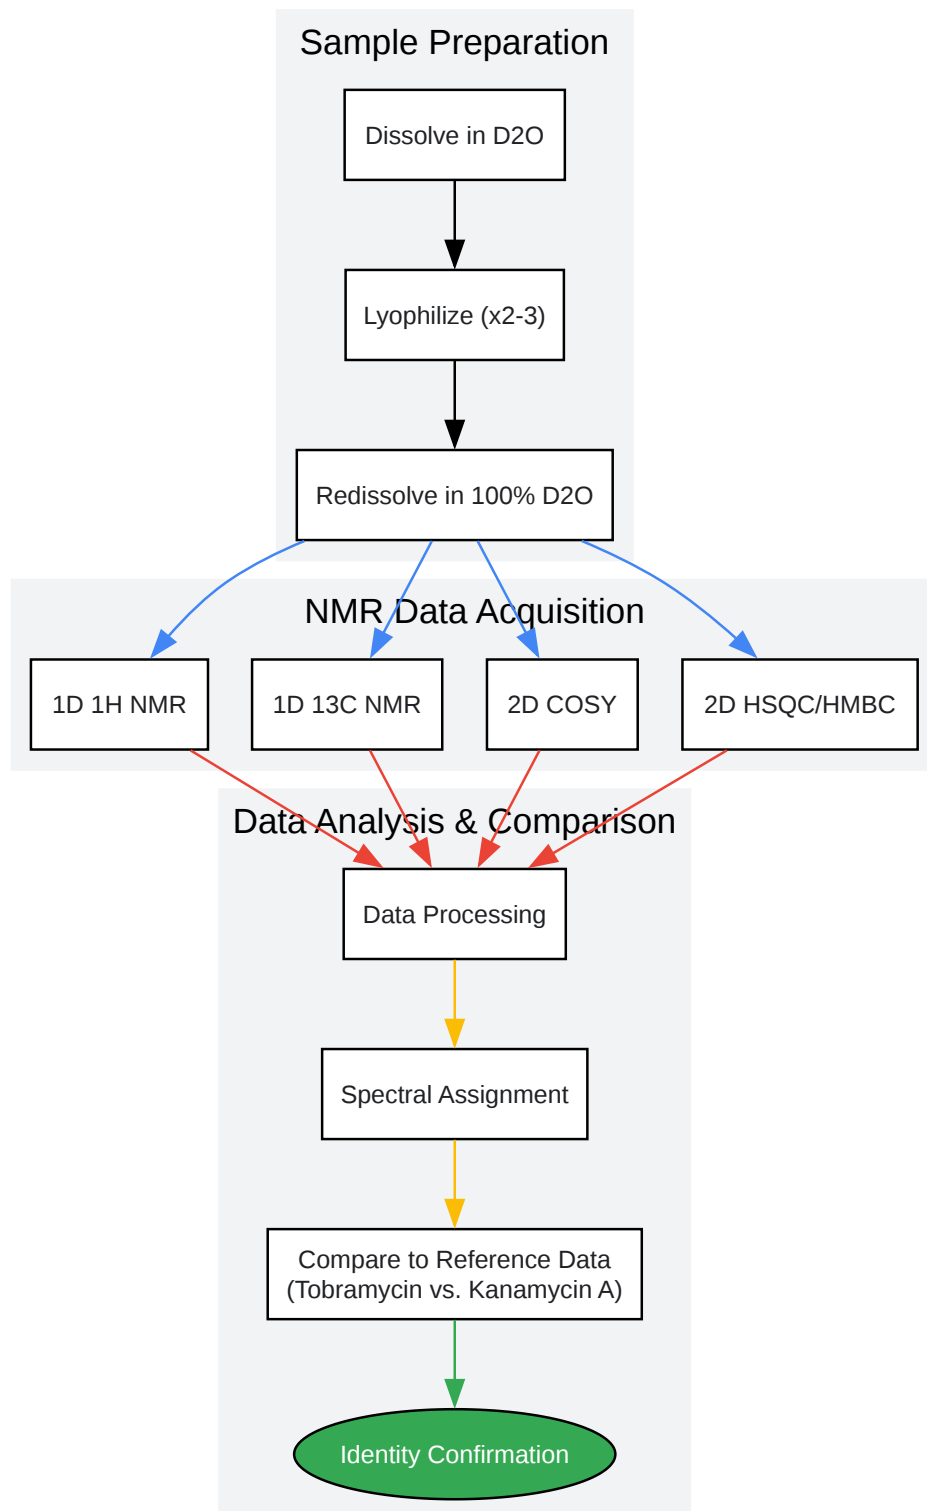 Sample Preparation
Dissolve in D2O
Lyophilize (x2-3)
Redissolve in 100% D2O
NMR Data Acquisition
1D 1H NMR
1D 13C NMR
2D COSY
2D HSQC/HMBC
Data Analysis & Comparison
Data Processing
Spectral Assignment
Compare to Reference Data
(Tobramycin vs. Kanamycin A)
Identity Confirmation